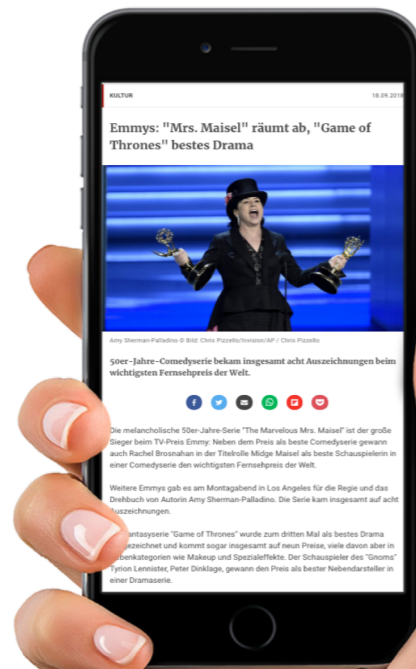 KULTUR 18.09.2018
Emmys: "Mrs. Maisel" räumt ab, "Game of
Thrones" bestes Drama
Amy Sherman-Palladino © Bild: Chris Pizzello/Invision/AP / Chris Pizzello
50er-Jahre-Comedyserie bekam insgesamt acht Auszeichnungen beim
wichtigsten Fernsehpreis der Welt.
Die melancholische 50er-Jahre-Serie "The Marvelous Mrs. Maisel" ist der große
Sieger beim TV-Preis Emmy: Neben dem Preis als beste Comedyserie gewann
auch Rachel Brosnahan in der Titelrolle Midge Maisel als beste Schauspielerin in
einer Comedyserie den wichtigsten Fernsehpreis der Welt.
Weitere Emmys gab es am Montagabend in Los Angeles für die Regie und das
Drehbuch von Autorin Amy Sherman-Palladino. Die Serie kam insgesamt auf acht
Auszeichnungen.
antasyserie "Game of Thrones" wurde zum dritten Mal als bestes Drama
gezeichnet und kommt sogar insgesamt auf neun Preise, viele davon aber in
benkategorien wie Makeup und Spezialeffekte. Der Schauspieler des "Gnoms"
Tyrion Lennister, Peter Dinklage, gewann den Preis als bester Nebendarsteller in
einer Dramaserie.